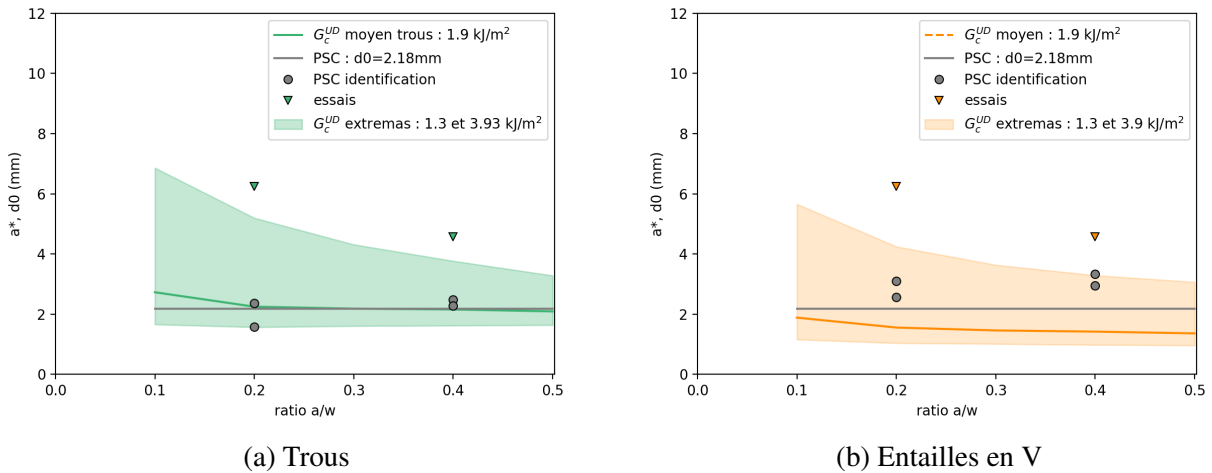 12
10
8
6
4
2
0
a*, d0 (mm)
0.0 0.1 0.2 0.3 0.4 0.5
ratio a/w
G_c^{UD} moyen trous : 1.9 kJ/m²
PSC : d0=2.18mm
PSC identification
essais
G_c^{UD} extremas : 1.3 et 3.93 kJ/m²
(a) Trous
12
10
8
6
4
2
0
0.0 0.1 0.2 0.3 0.4 0.5
ratio a/w
G_c^{UD} moyen : 1.9 kJ/m²
PSC : d0=2.18mm
PSC identification
essais
G_c^{UD} extremas : 1.3 et 3.9 kJ/m²
(b) Entailles en V